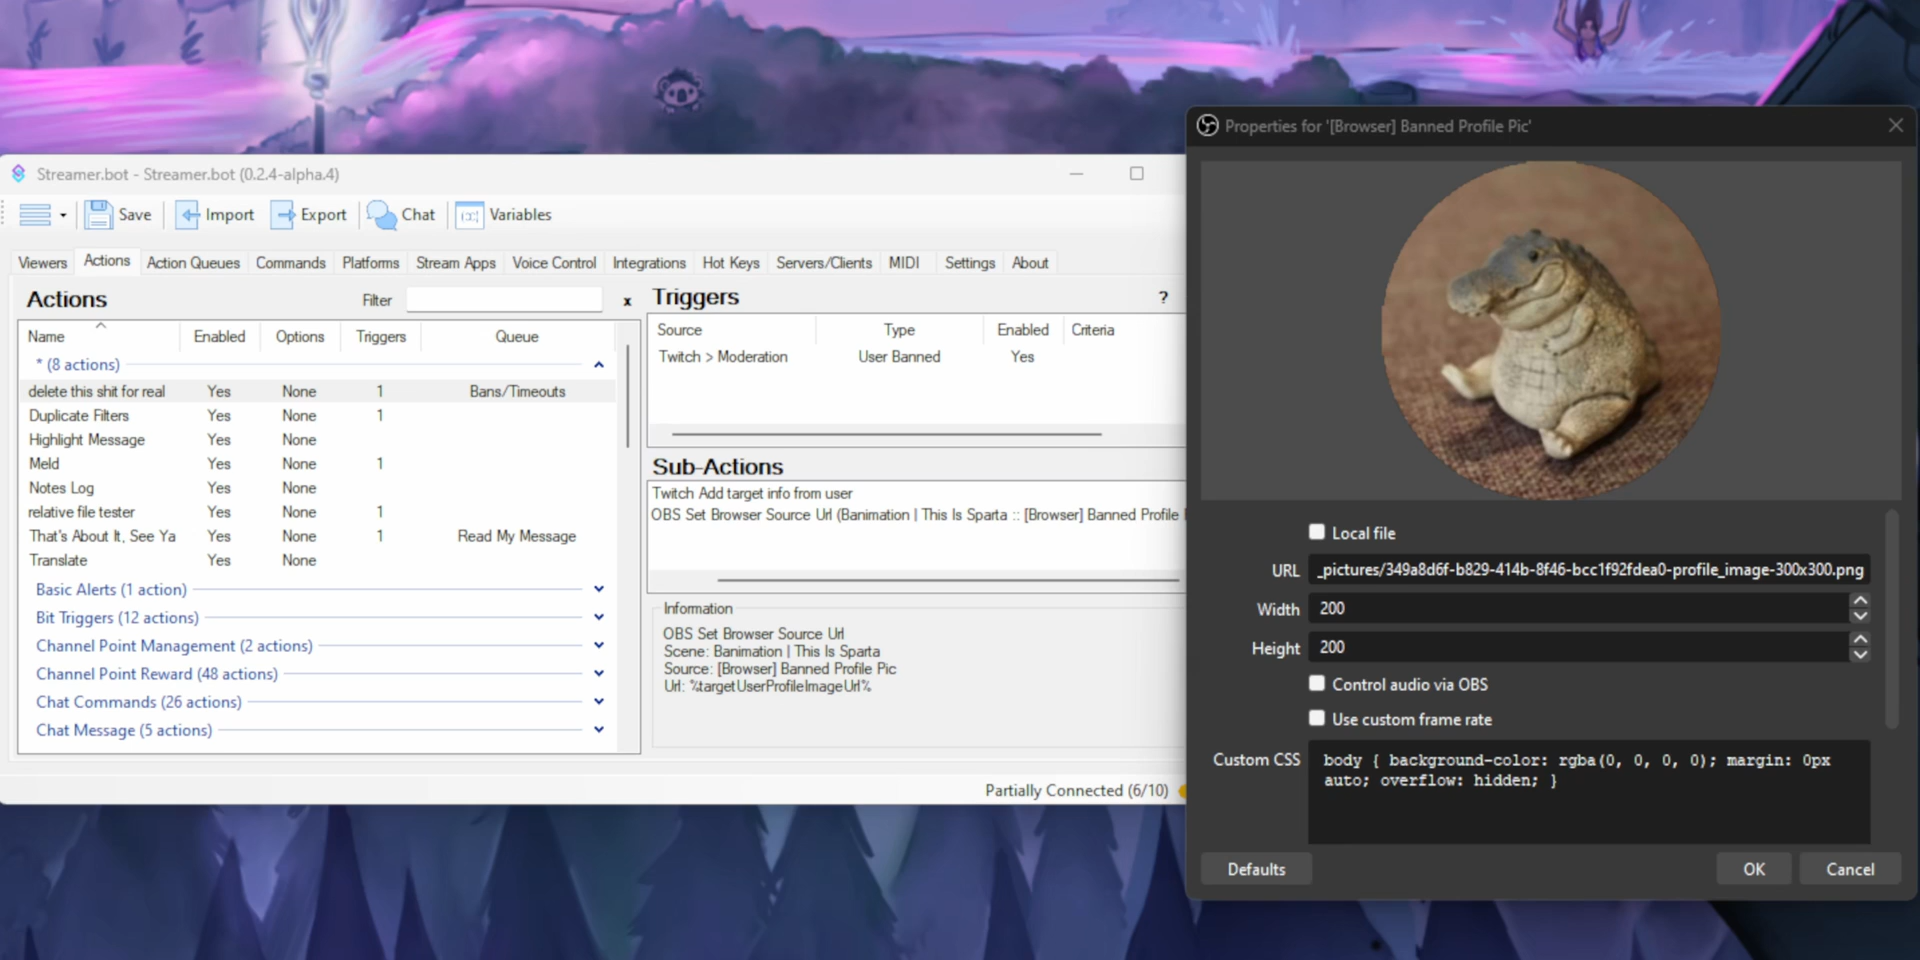 Streamer.bot - Streamer.bot (0.2.4-alpha.4)
Save Import Export Chat Variables
Viewers Actions Action Queues Commands Platforms Stream Apps Voice Control Integrations Hot Keys Servers/Clients MIDI Settings About
Actions Filter x
Name Enabled Options Triggers Queue
* (8 actions)
delete this shit for real Yes None 1 Bans/Timeouts
Duplicate Filters Yes None 1
Highlight Message Yes None
Meld Yes None 1
Notes Log Yes None
relative file tester Yes None 1
That's About It, See Ya Yes None 1 Read My Message
Translate Yes None
Basic Alerts (1 action)
Bit Triggers (12 actions)
Channel Point Management (2 actions)
Channel Point Reward (48 actions)
Chat Commands (26 actions)
Chat Message (5 actions)
Triggers ?
Source Type Enabled Criteria
Twitch > Moderation User Banned Yes
Sub-Actions
Twitch Add target info from user
OBS Set Browser Source Url (Banimation | This Is Sparta :: [Browser] Banned Profile
Information
OBS Set Browser Source Url
Scene: Banimation | This Is Sparta
Source: [Browser] Banned Profile Pic
Url: %targetUserProfileImageUrl%
Partially Connected (6/10)
Properties for '[Browser] Banned Profile Pic'
Local file
URL _pictures/349a8d6f-b829-414b-8f46-bcc1f92fdea0-profile_image-300x300.png
Width 200
Height 200
Control audio via OBS
Use custom frame rate
Custom CSS body { background-color: rgba(0, 0, 0, 0); margin: 0px
auto; overflow: hidden; }
Defaults OK Cancel